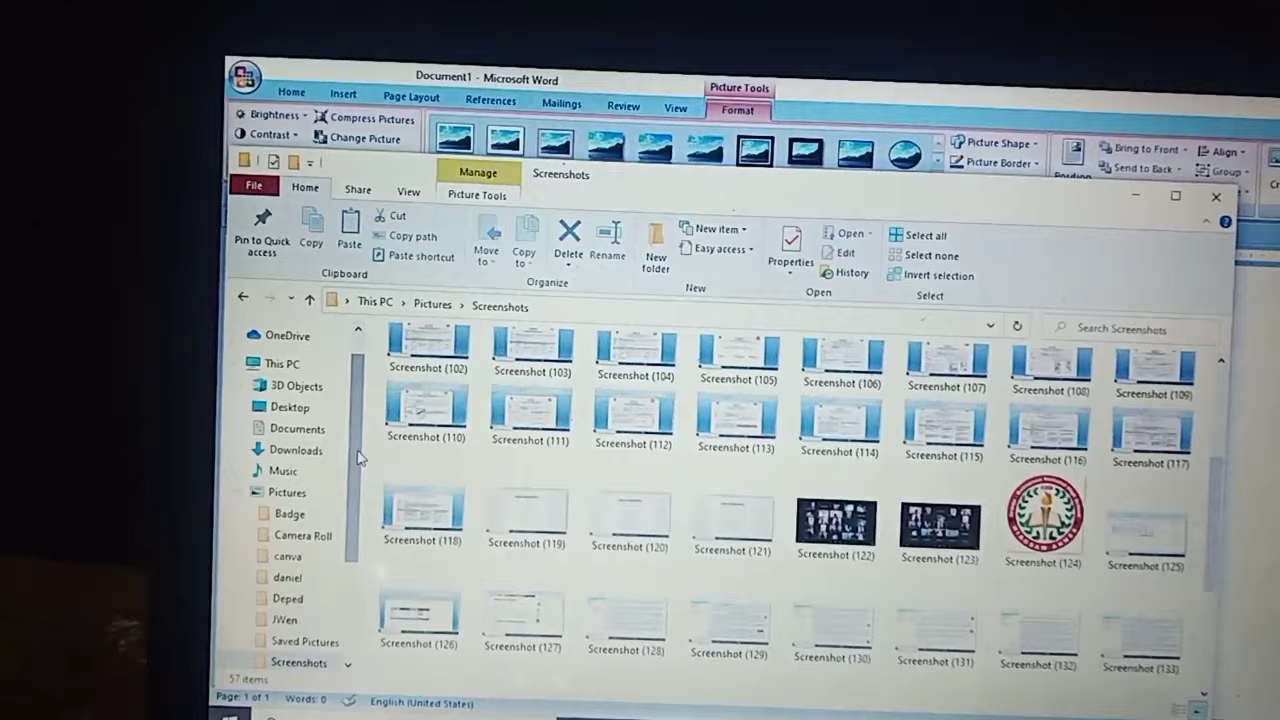 Document1 - Microsoft Word
Picture Tools
Home Insert Page Layout References Mailings Review View Format
Brightness Compress Pictures
Contrast Change Picture
Picture Shape
Picture Border
Position
Bring to Front Align
Send to Back Group
Manage Screenshots
File Home Share View Picture Tools
Pin to Quick access
Copy
Paste
Cut
Copy path
Paste shortcut
Clipboard
Move to
Copy to
Delete
Rename
Organize
New folder
New item
Easy access
New
Properties
Open
Edit
History
Open
Select all
Select none
Invert selection
Select
This PC > Pictures > Screenshots
Search Screenshots
OneDrive
This PC
3D Objects
Desktop
Documents
Downloads
Music
Pictures
Badge
Camera Roll
canva
daniel
Deped
JWen
Saved Pictures
Screenshots
Screenshot (102) Screenshot (103) Screenshot (104) Screenshot (105) Screenshot (106) Screenshot (107) Screenshot (108) Screenshot (109)
Screenshot (110) Screenshot (111) Screenshot (112) Screenshot (113) Screenshot (114) Screenshot (115) Screenshot (116) Screenshot (117)
Screenshot (118) Screenshot (119) Screenshot (120) Screenshot (121) Screenshot (122) Screenshot (123) Screenshot (124) Screenshot (125)
Screenshot (126) Screenshot (127) Screenshot (128) Screenshot (129) Screenshot (130) Screenshot (131) Screenshot (132) Screenshot (133)
57 items
Page: 1 of 1 Words: 0 English (United States)